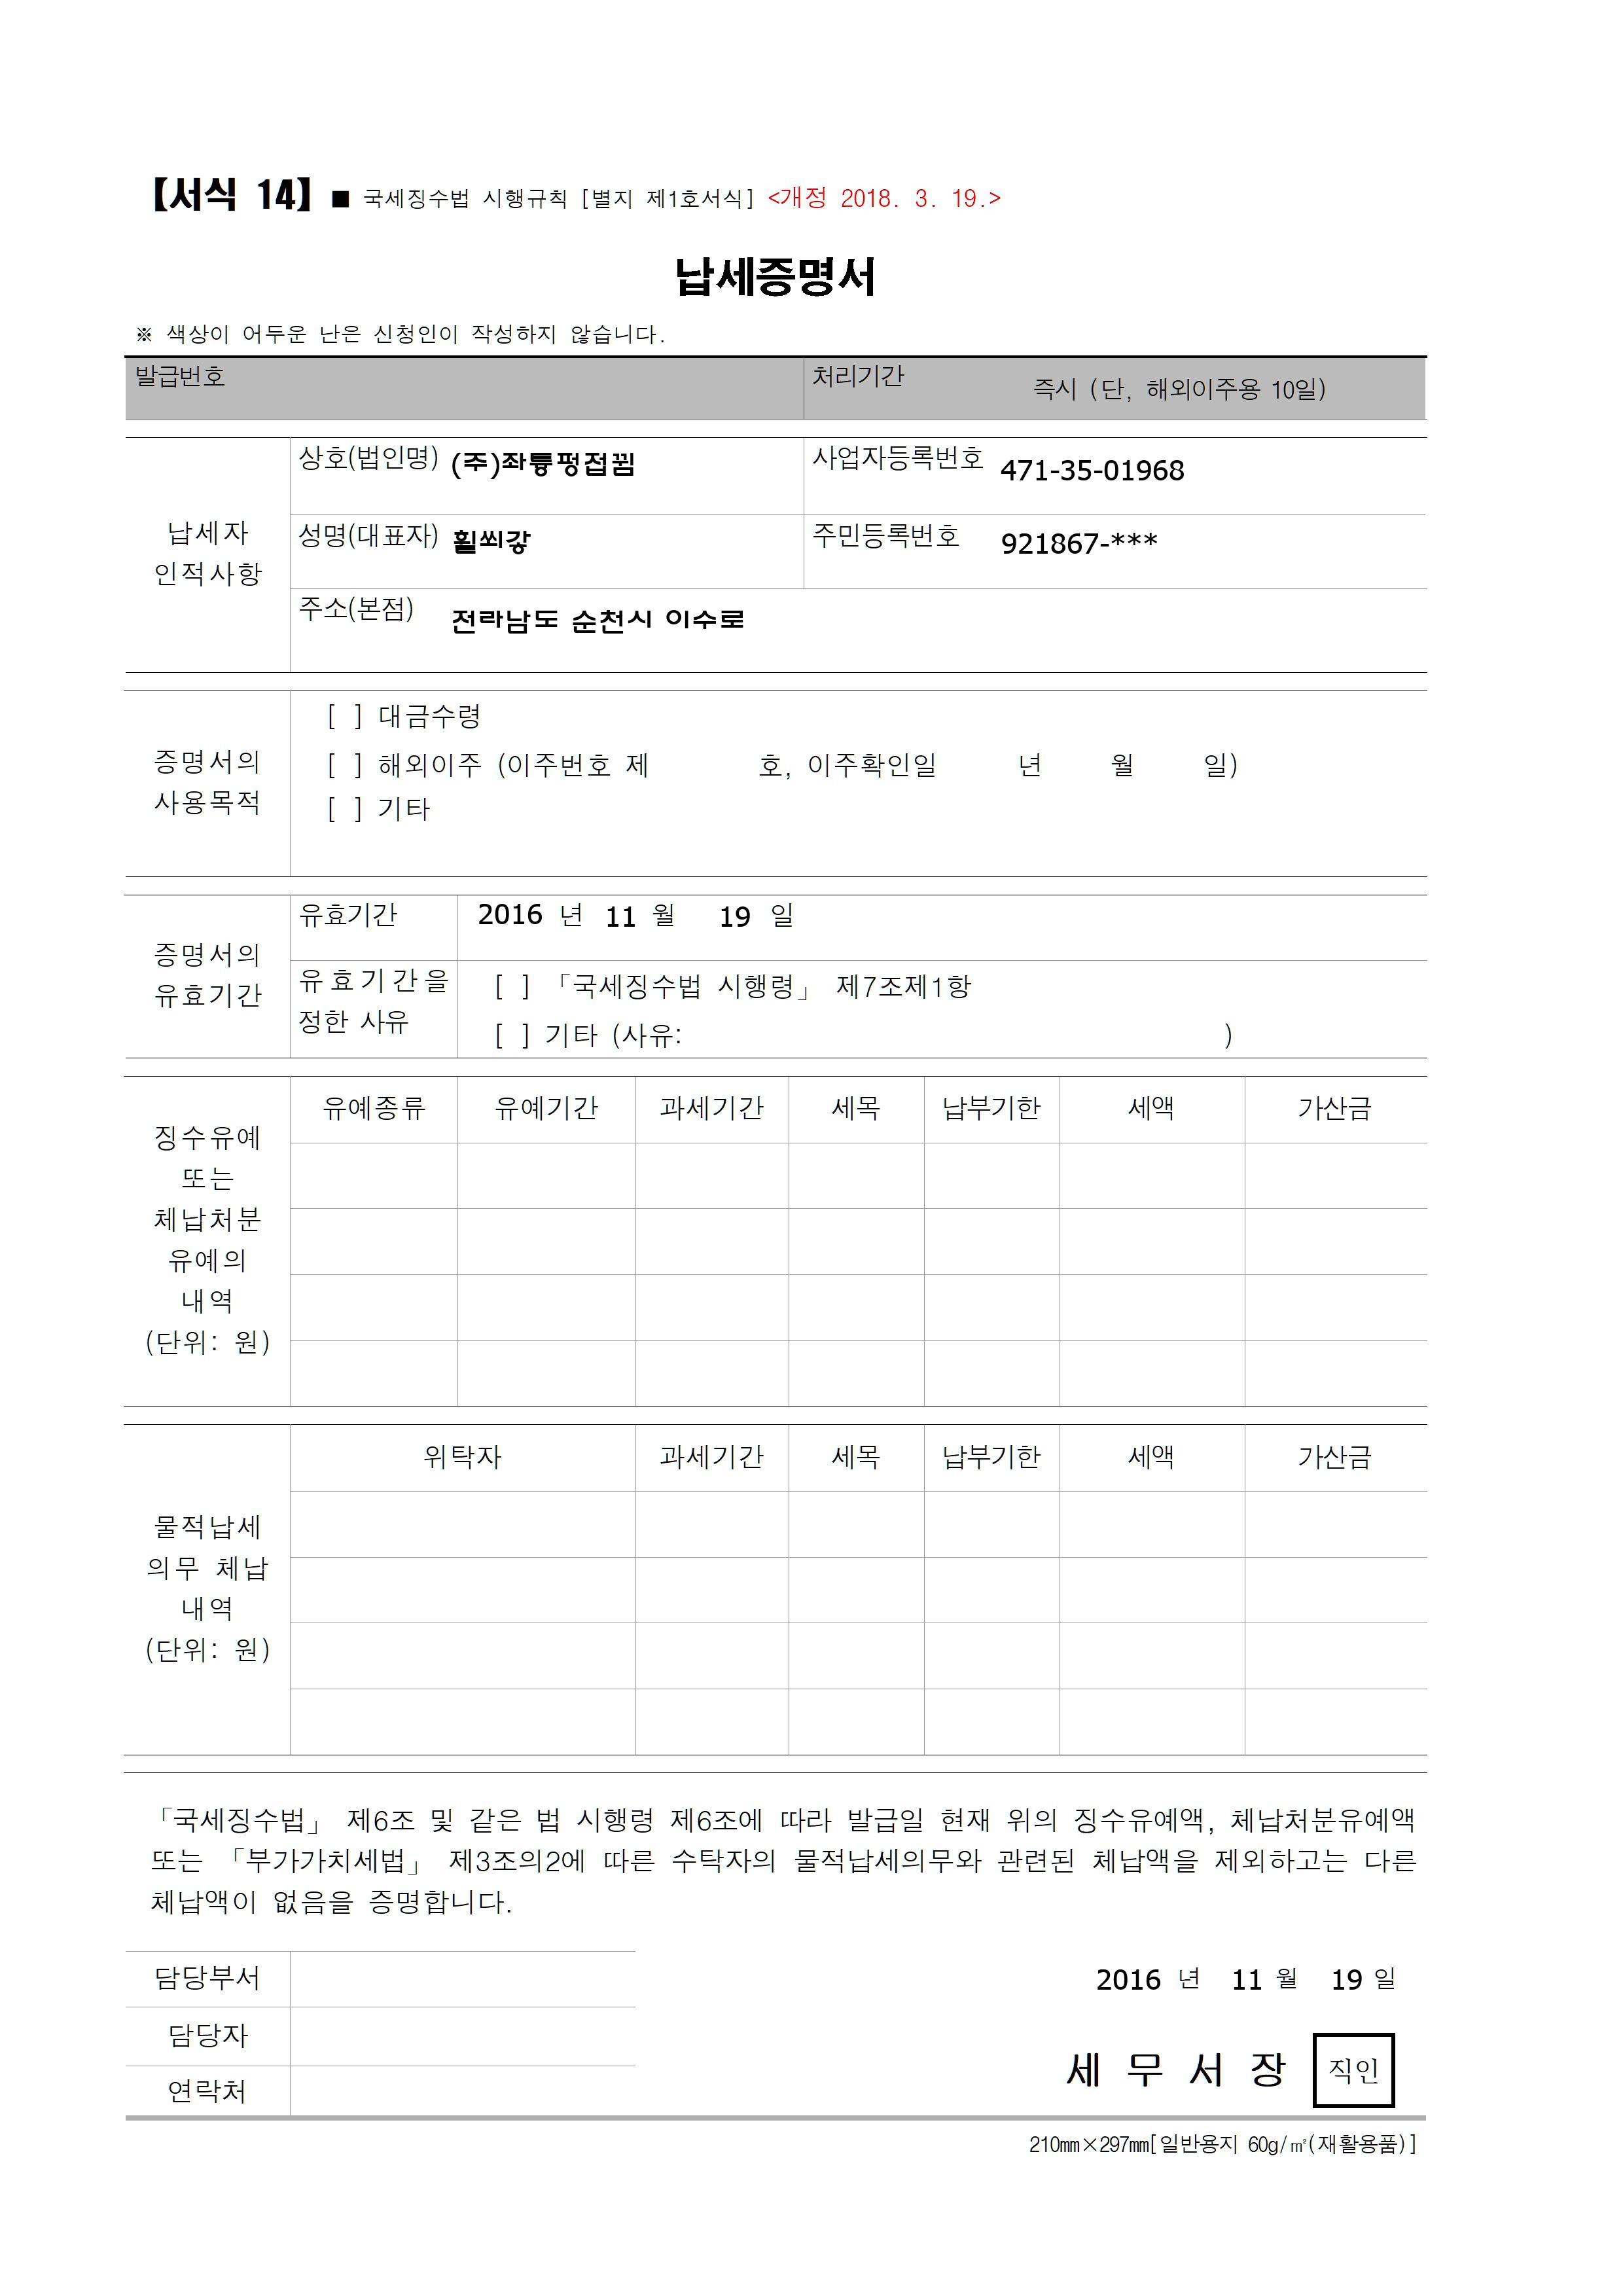 【서식 14】 ■ 국세징수법 시행규칙 [별지 제1호서식] <개정 2018. 3. 19.>
납세증명서
※ 색상이 어두운 난은 신청인이 작성하지 않습니다.
발급번호 처리기간 즉시 (단, 해외이주용 10일)
납세자
인적사항
상호(법인명) (주)좌튱펑접뀜 사업자등록번호 471-35-01968
성명(대표자) 횔씌갛 주민등록번호 921867-***
주소(본점) 전라남도 순천시 이수로
증명서의
사용목적
[ ] 대금수령
[ ] 해외이주 (이주번호 제 호, 이주확인일 년 월 일)
[ ] 기타
증명서의
유효기간
유효기간 2016 년 11 월 19 일
유효기간을
정한 사유
[ ] 「국세징수법 시행령」 제7조제1항
[ ] 기타 (사유: )
징수유예
또는
체납처분
유예의
내역
(단위: 원)
유예종류 유예기간 과세기간 세목 납부기한 세액 가산금
물적납세
의무 체납
내역
(단위: 원)
위탁자 과세기간 세목 납부기한 세액 가산금
「국세징수법」 제6조 및 같은 법 시행령 제6조에 따라 발급일 현재 위의 징수유예액, 체납처분유예액
또는 「부가가치세법」 제3조의2에 따른 수탁자의 물적납세의무와 관련된 체납액을 제외하고는 다른
체납액이 없음을 증명합니다.
담당부서
담당자
연락처
2016 년 11 월 19 일
세 무 서 장 직인
210㎜×297㎜[일반용지 60g/㎡(재활용품)]